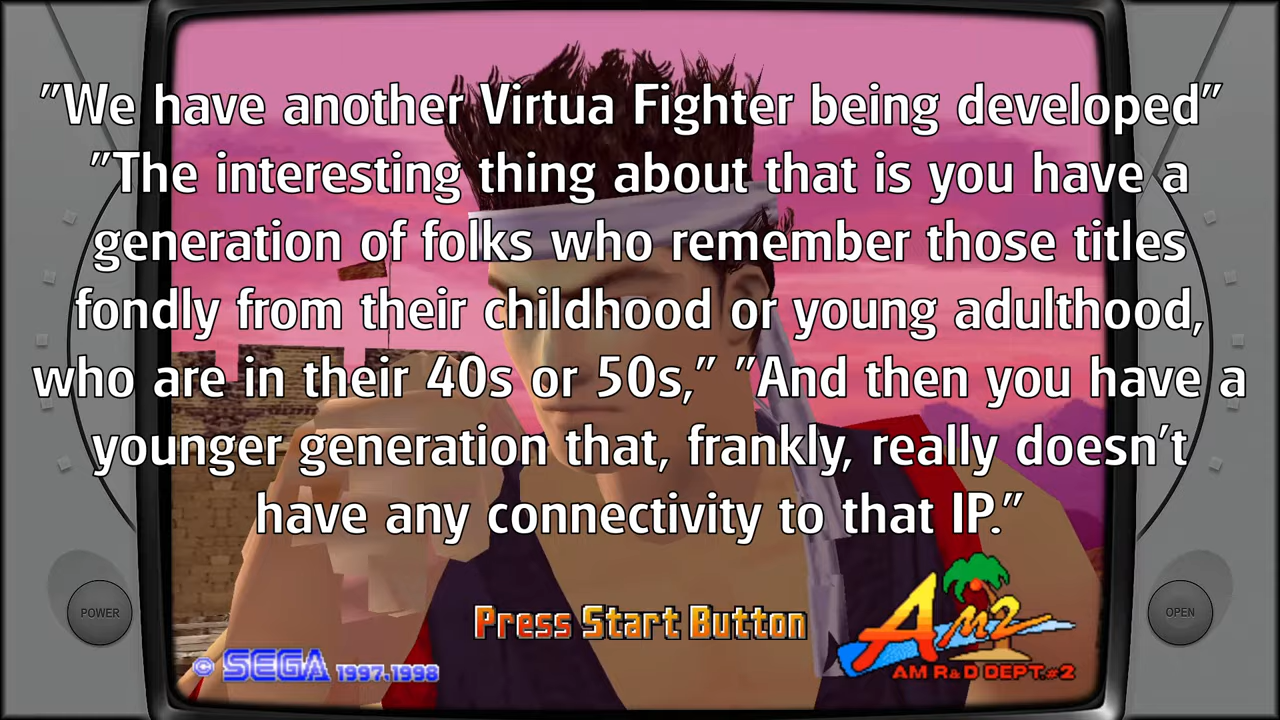 "We have another Virtua Fighter being developed"
"The interesting thing about that is you have a
generation of folks who remember those titles
fondly from their childhood or young adulthood,
who are in their 40s or 50s," "And then you have a
younger generation that, frankly, really doesn't
have any connectivity to that IP."
POWER
OPEN
Press Start Button
© SEGA 1997,1998
AM2
AM R&D DEPT.#2